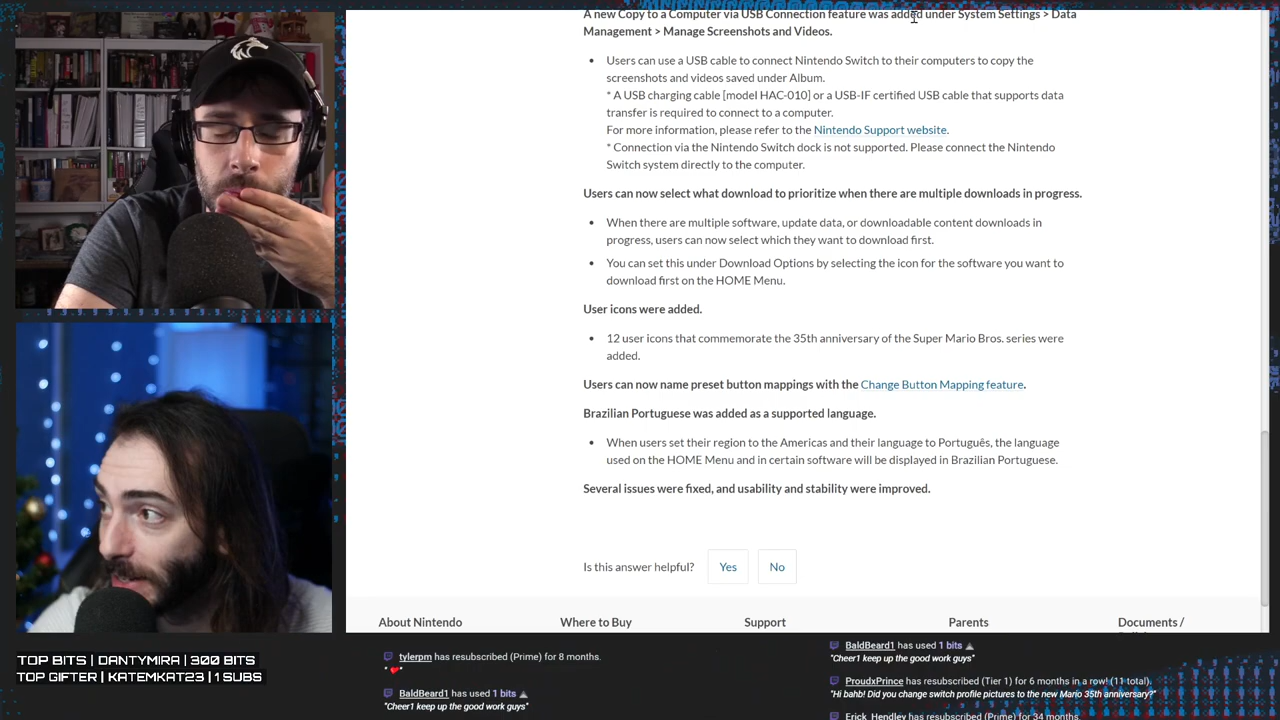 A new Copy to a Computer via USB Connection feature was added under System Settings > Data
Management > Manage Screenshots and Videos.
• Users can use a USB cable to connect Nintendo Switch to their computers to copy the
screenshots and videos saved under Album.
* A USB charging cable [model HAC-010] or a USB-IF certified USB cable that supports data
transfer is required to connect to a computer.
For more information, please refer to the Nintendo Support website.
* Connection via the Nintendo Switch dock is not supported. Please connect the Nintendo
Switch system directly to the computer.
Users can now select what download to prioritize when there are multiple downloads in progress.
• When there are multiple software, update data, or downloadable content downloads in
progress, users can now select which they want to download first.
• You can set this under Download Options by selecting the icon for the software you want to
download first on the HOME Menu.
User icons were added.
• 12 user icons that commemorate the 35th anniversary of the Super Mario Bros. series were
added.
Users can now name preset button mappings with the Change Button Mapping feature.
Brazilian Portuguese was added as a supported language.
• When users set their region to the Americas and their language to Português, the language
used on the HOME Menu and in certain software will be displayed in Brazilian Portuguese.
Several issues were fixed, and usability and stability were improved.
Is this answer helpful? Yes No
About Nintendo Where to Buy Support Parents Documents /
TOP BITS | DANTYMIRA | 300 BITS
TOP GIFTER | KATEMKAT23 | 1 SUBS
tylerpm has resubscribed (Prime) for 8 months.
BaldBeard1 has used 1 bits
"Cheer1 keep up the good work guys"
BaldBeard1 has used 1 bits
"Cheer1 keep up the good work guys"
ProudxPrince has resubscribed (Tier 1) for 6 months in a row! (11 total).
"Hi bahb! Did you change switch profile pictures to the new Mario 35th anniversary?"
Erick_Hendley has resubscribed (Prime) for 34 months.